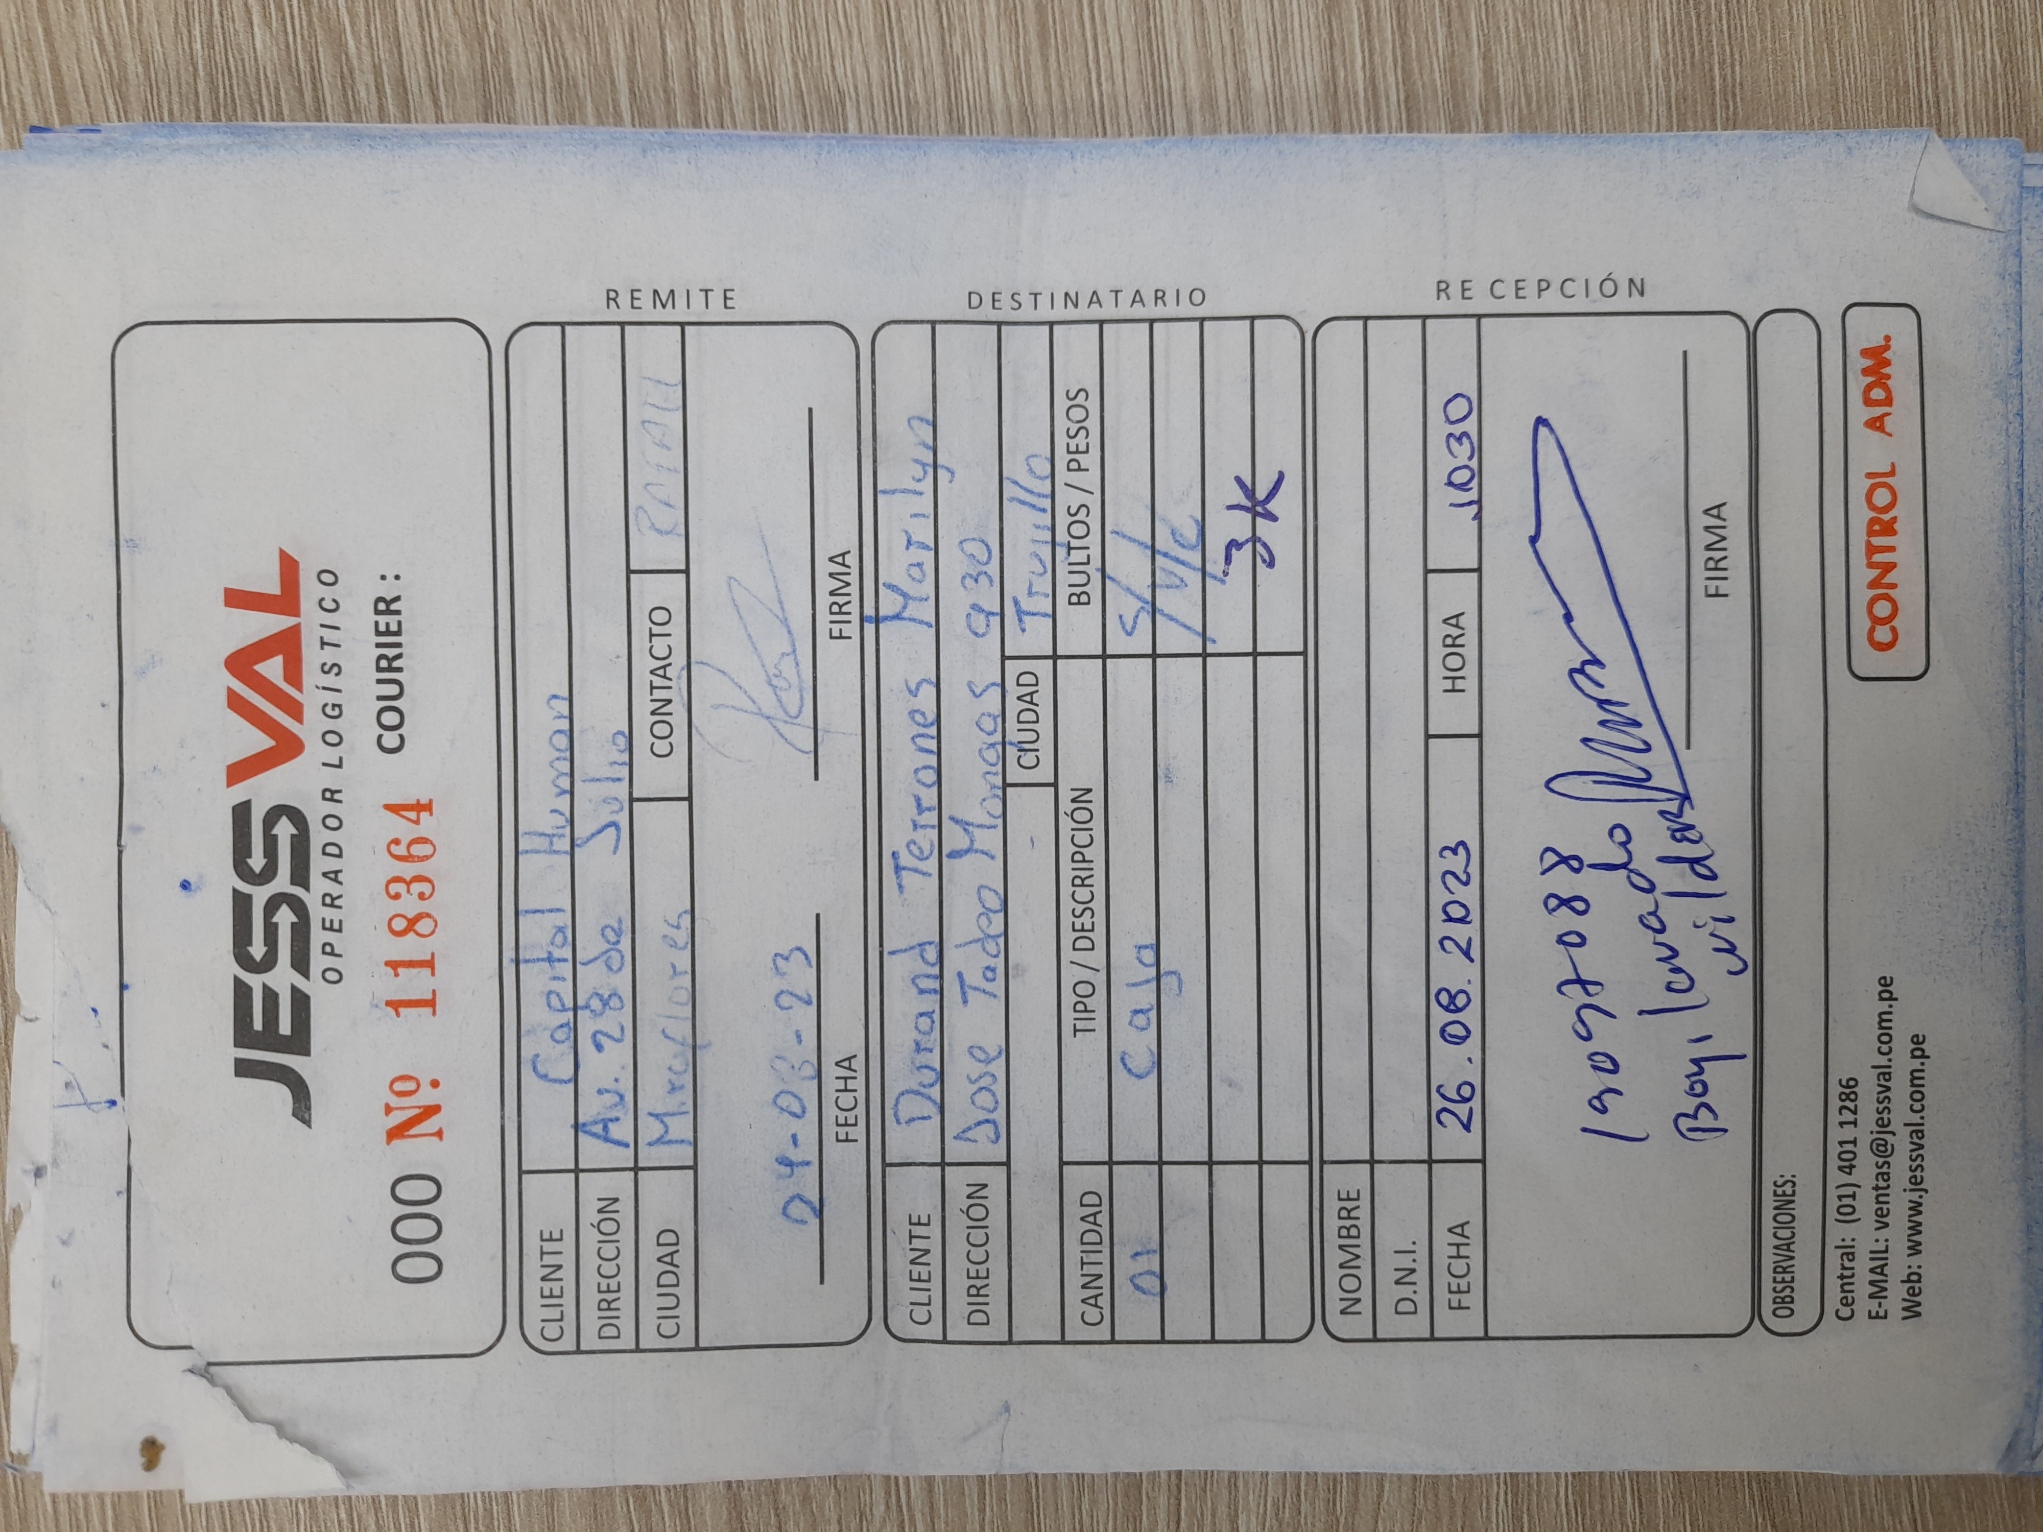 JESSVAL
OPERADOR LOGÍSTICO
000 Nº 118364 COURIER :
CLIENTE Capital Human
DIRECCIÓN Av. 28 de Julio
CIUDAD Miraflores CONTACTO RAFAEL
24-08-23
FECHA FIRMA
REMITE
CLIENTE Durand Terrones Marilyn
DIRECCIÓN Jose Tadeo Mongas 930
CIUDAD Trujillo
CANTIDAD TIPO / DESCRIPCIÓN BULTOS / PESOS
01 Caja S/V/C
3K
DESTINATARIO
NOMBRE
D.N.I.
FECHA 26.08.2023 HORA 1030
19097088
Lavado
Wilder
FIRMA
RECEPCIÓN
OBSERVACIONES:
Central: (01) 401 1286
E-MAIL: ventas@jessval.com.pe
Web: www.jessval.com.pe
CONTROL ADM.